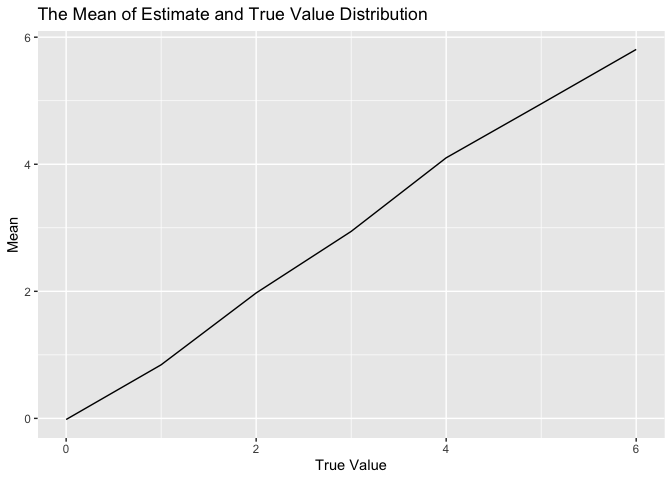 The Mean of Estimate and True Value Distribution
6
4
2
0
Mean
0 2 4 6
True Value